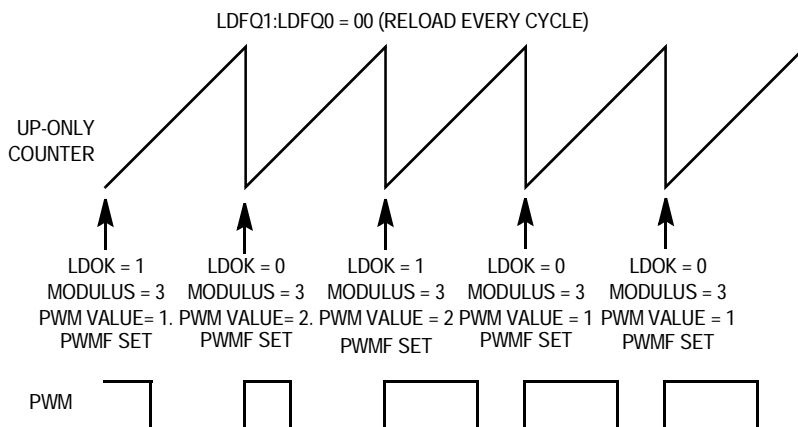 LDFQ1:LDFQ0 = 00 (RELOAD EVERY CYCLE)
UP-ONLY
COUNTER
LDOK = 1 LDOK = 0 LDOK = 1 LDOK = 0 LDOK = 0
MODULUS = 3 MODULUS = 3 MODULUS = 3 MODULUS = 3 MODULUS = 3
PWM VALUE= 1. PWM VALUE= 2. PWM VALUE = 2 PWM VALUE = 1 PWM VALUE = 1
PWMF SET PWMF SET PWMF SET PWMF SET PWMF SET
PWM